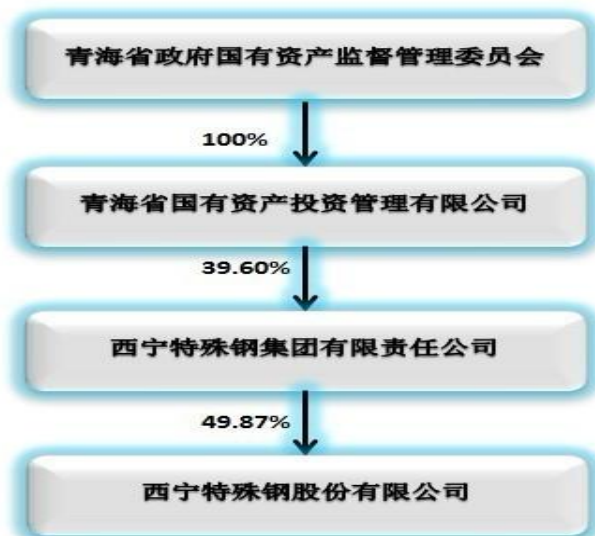 青海省政府国有资产监督管理委员会
100%
青海省国有资产投资管理有限公司
39.60%
西宁特殊钢集团有限责任公司
49.87%
西宁特殊钢股份有限公司